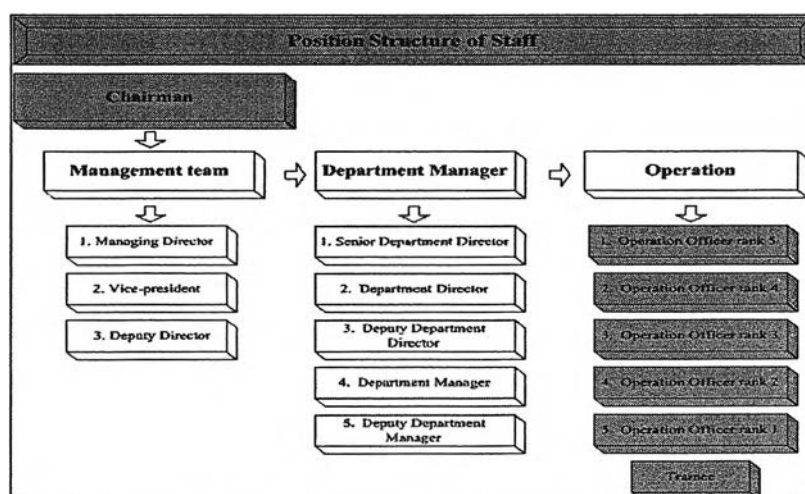 Position Structure of Staff
Chairman
Management team
Department Manager
Operation
1. Managing Director
2. Vice-president
3. Deputy Director
1. Senior Department Director
2. Department Director
3. Deputy Department
Director
4. Department Manager
5. Deputy Department
Manager
1. Operation Officer rank 5
2. Operation Officer rank 4
3. Operation Officer rank 3
4. Operation Officer rank 2
5. Operation Officer rank 1
Trainee